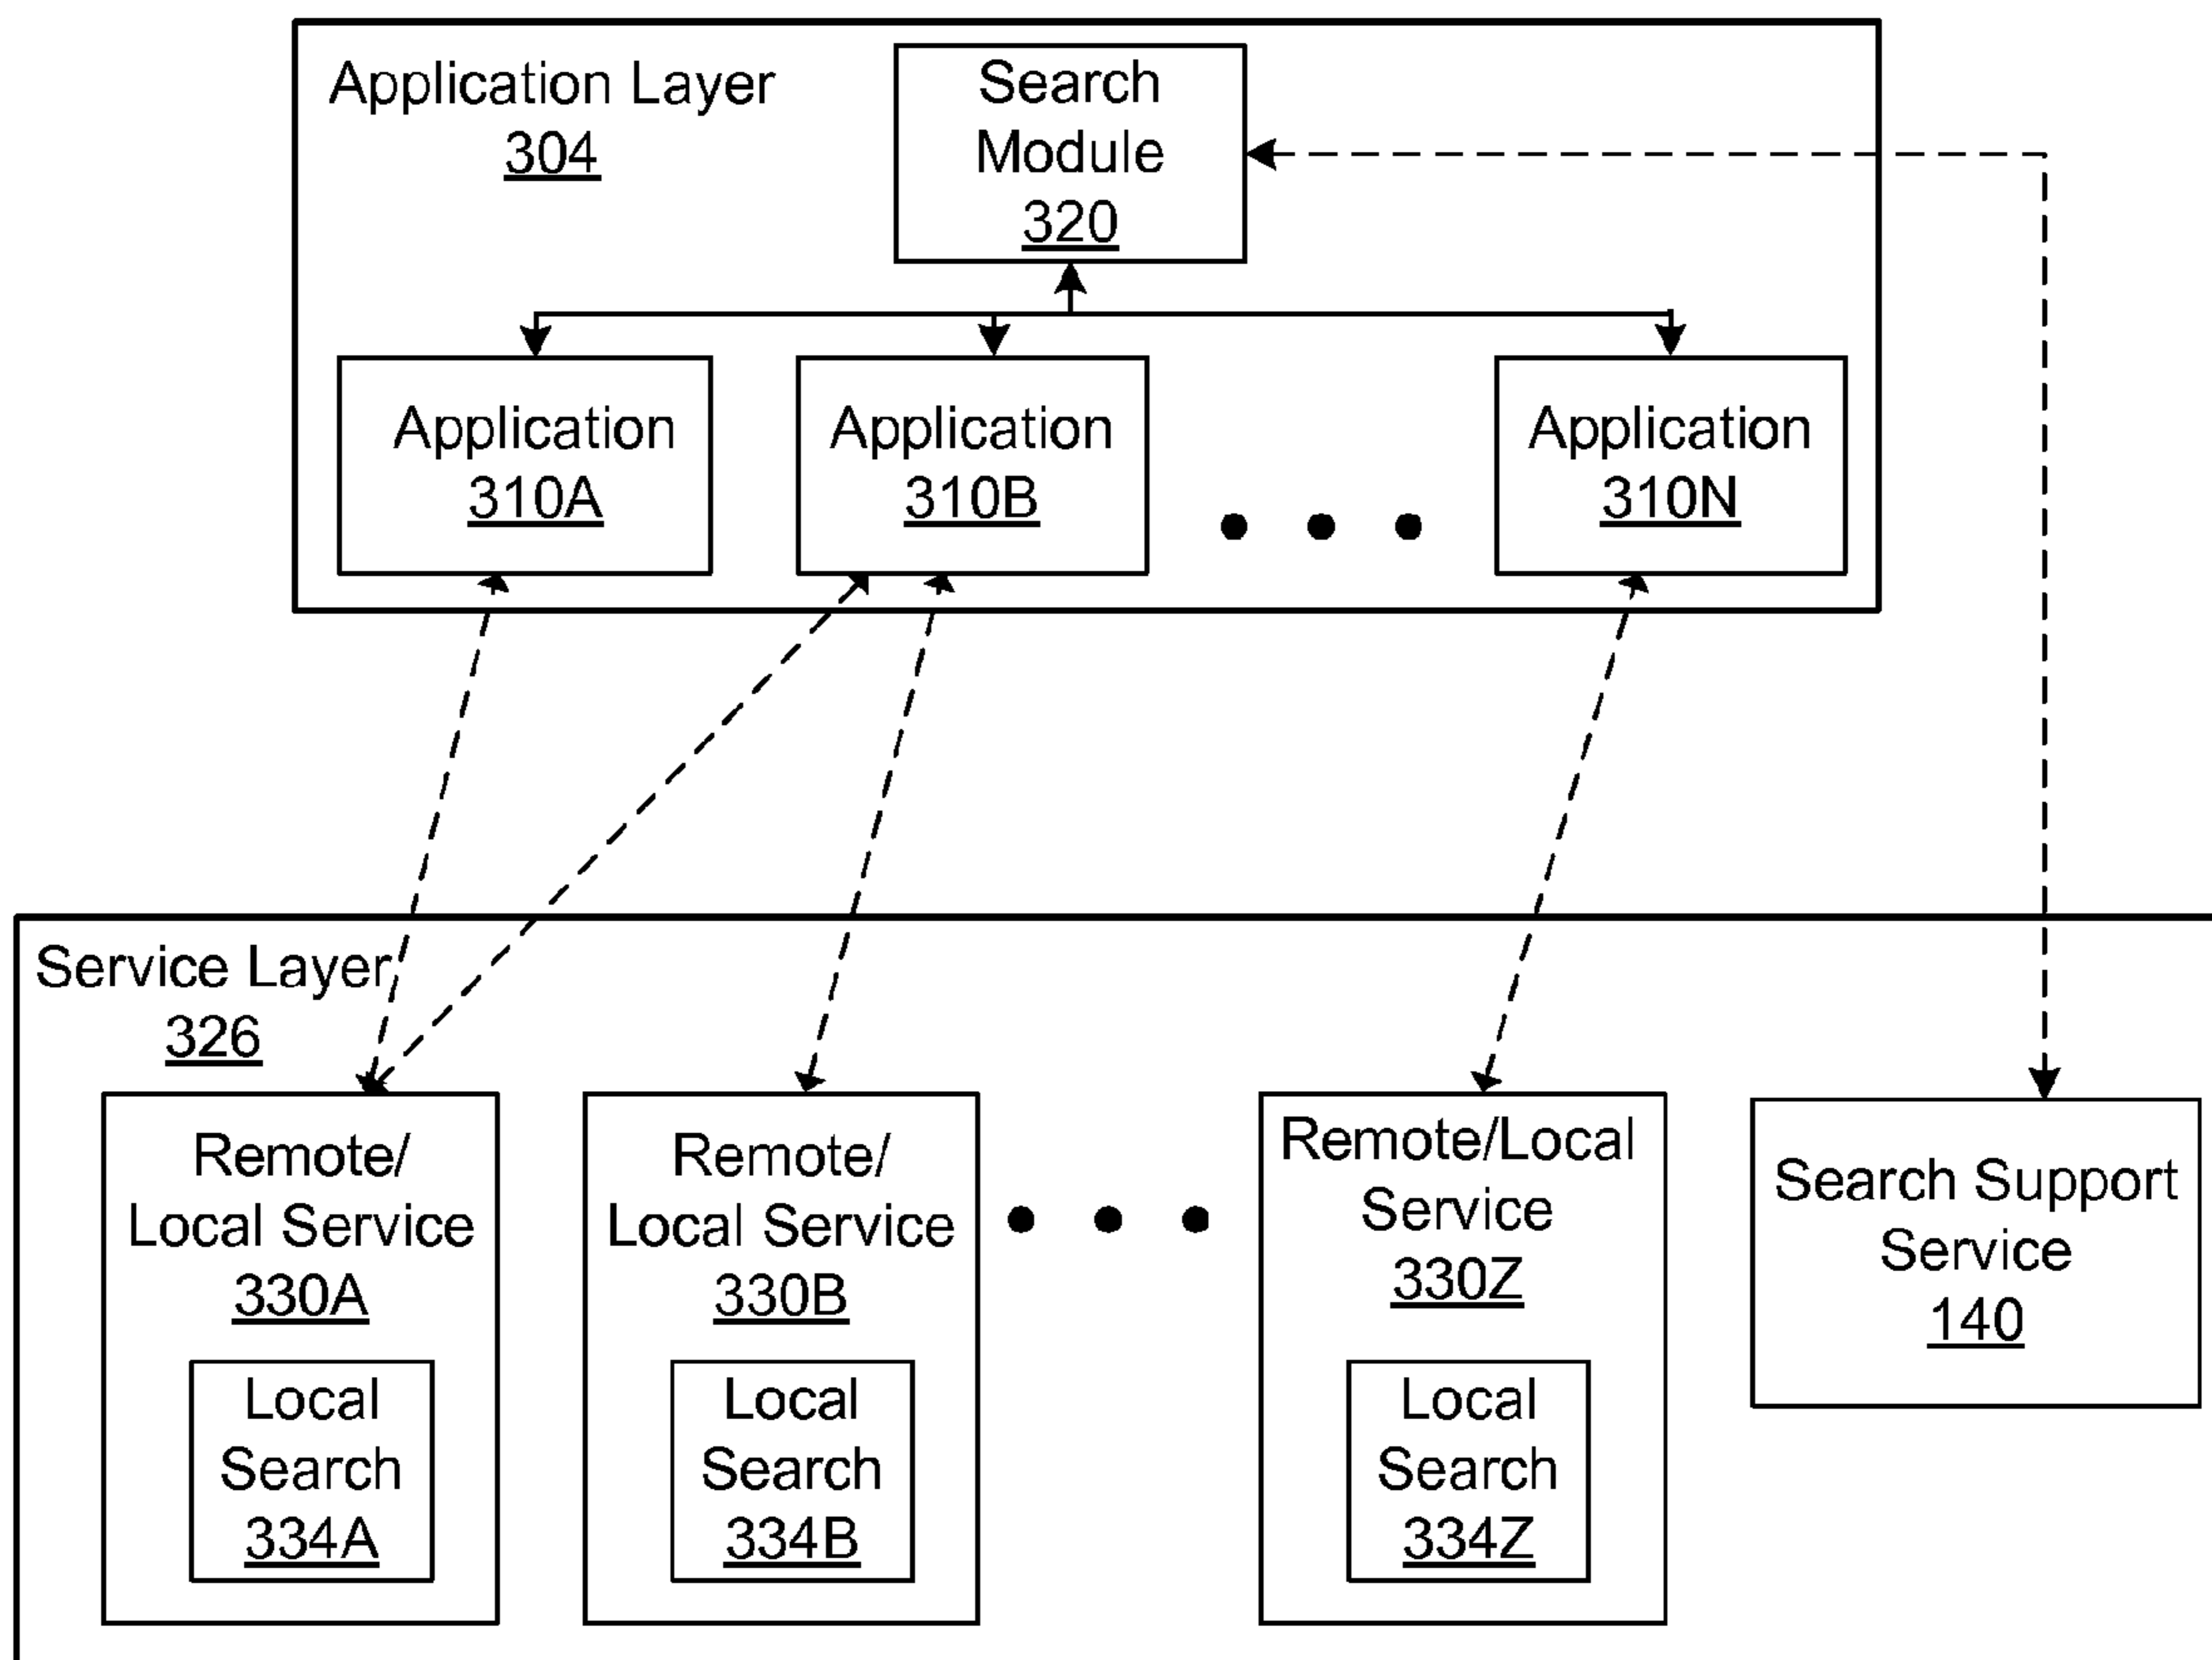 Application Layer
304
Search
Module
320
Application
310A
Application
310B
Application
310N
Service Layer
326
Remote/
Local Service
330A
Local
Search
334A
Remote/
Local Service
330B
Local
Search
334B
Remote/Local
Service
330Z
Local
Search
334Z
Search Support
Service
140